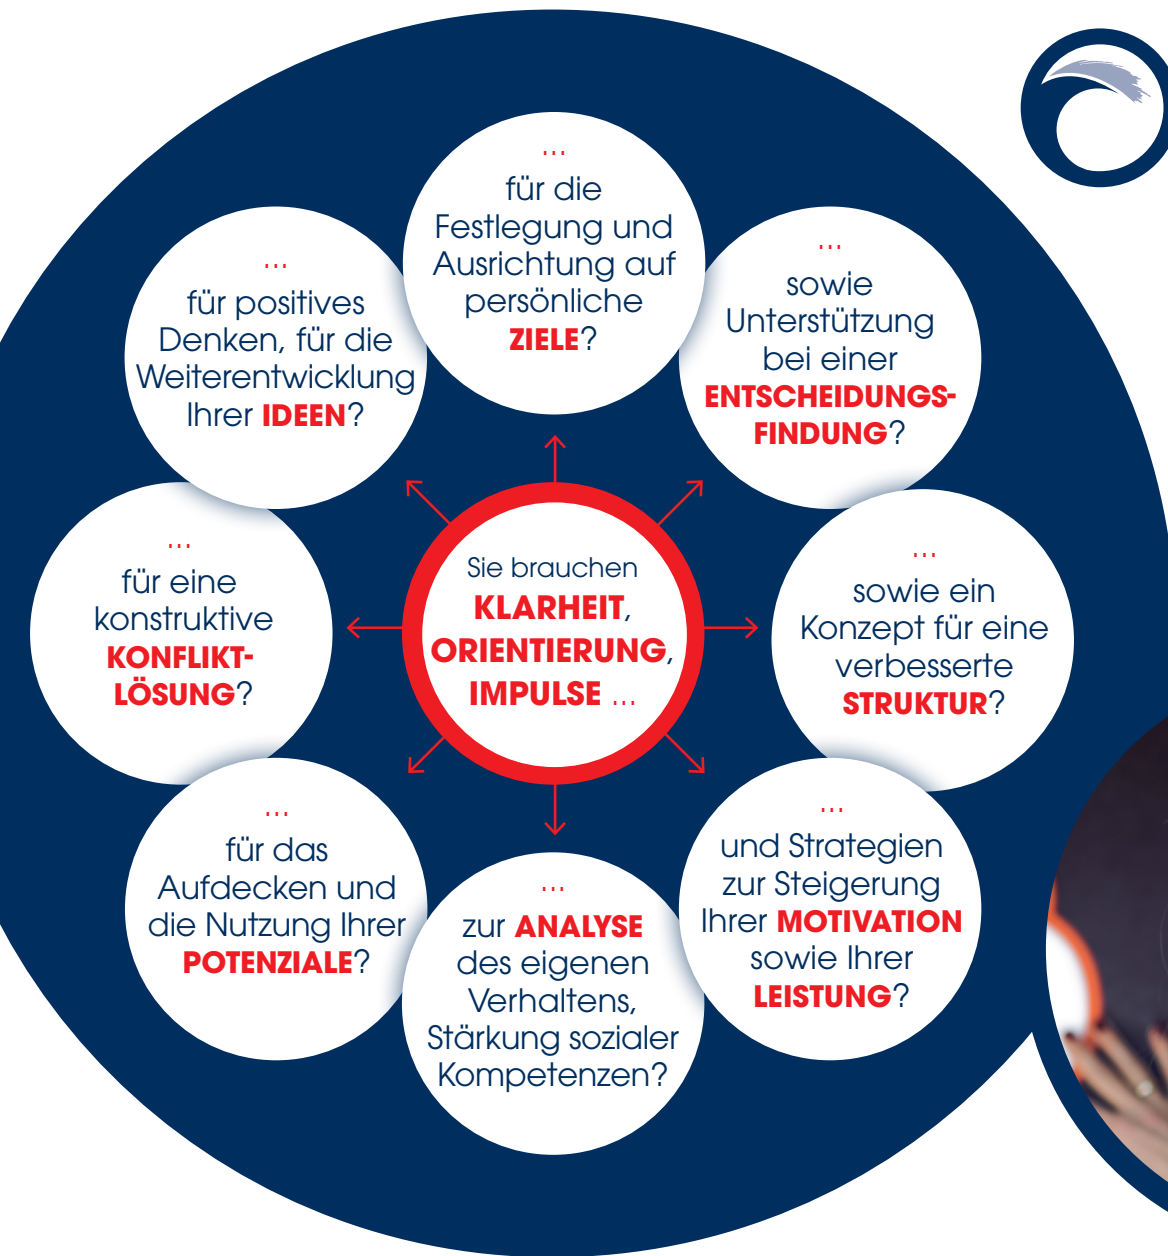 Sie brauchen
KLARHEIT,
ORIENTIERUNG,
IMPULSE ...
...
für die
Festlegung und
Ausrichtung auf
persönliche
ZIELE?
...
sowie
Unterstützung
bei einer
ENTSCHEIDUNGS-
FINDUNG?
...
sowie ein
Konzept für eine
verbesserte
STRUKTUR?
...
und Strategien
zur Steigerung
Ihrer MOTIVATION
sowie Ihrer
LEISTUNG?
...
zur ANALYSE
des eigenen
Verhaltens,
Stärkung sozialer
Kompetenzen?
...
für das
Aufdecken und
die Nutzung Ihrer
POTENZIALE?
...
für eine
konstruktive
KONFLIKT-
LÖSUNG?
...
für positives
Denken, für die
Weiterentwicklung
Ihrer IDEEN?